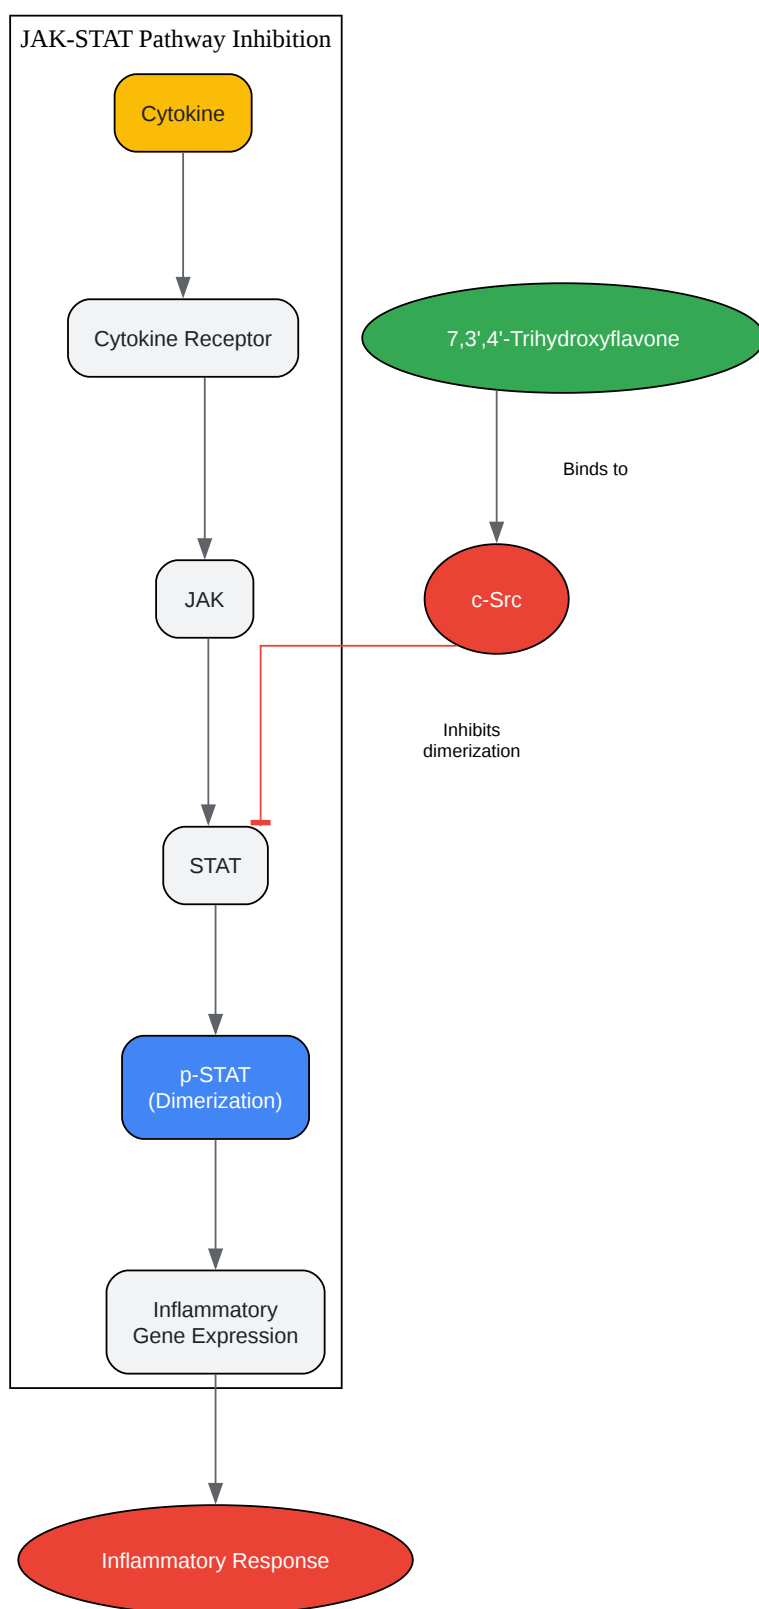 JAK-STAT Pathway Inhibition
Cytokine
Cytokine Receptor
7,3',4'-Trihydroxyflavone
Binds to
JAK
c-Src
Inhibits
dimerization
STAT
p-STAT
(Dimerization)
Inflammatory
Gene Expression
Inflammatory Response